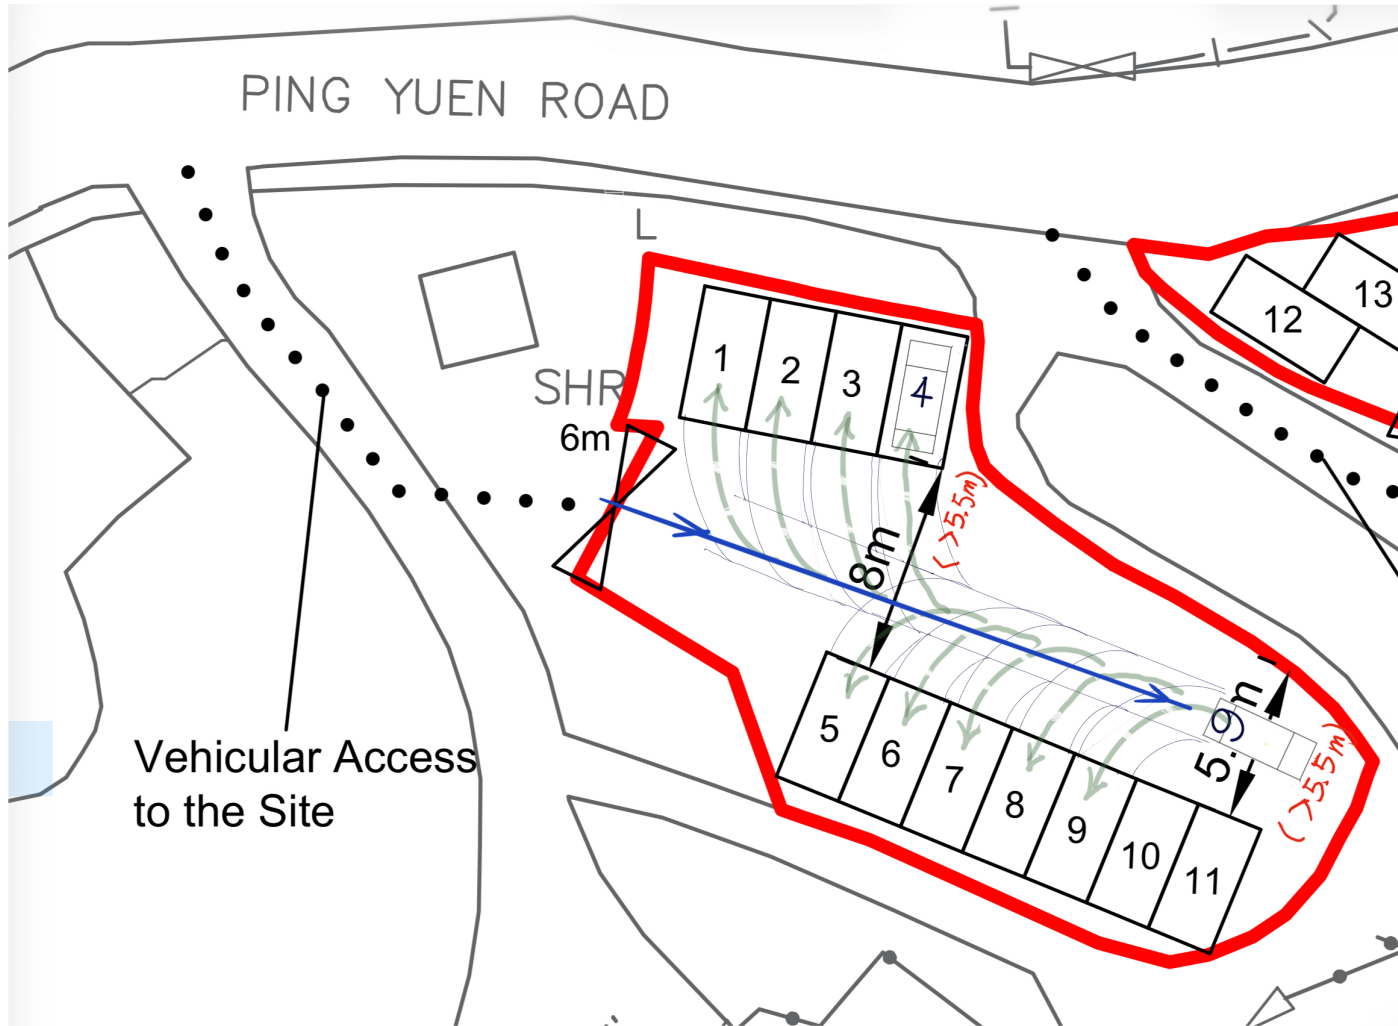 PING YUEN ROAD
L
SHR
6m
1
2
3
4
8m
(>5.5m)
12
13
5
6
7
8
9
10
11
5.9m
(>5.5m)
Vehicular Access
to the Site